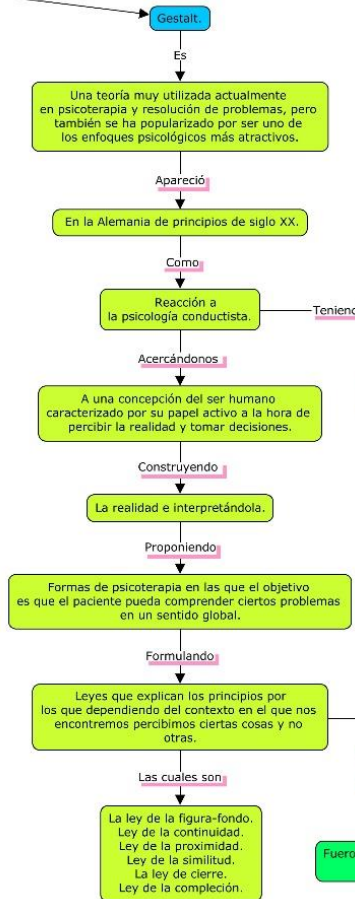 Gestalt.
Es
Una teoría muy utilizada actualmente
en psicoterapia y resolución de problemas, pero
también se ha popularizado por ser uno de
los enfoques psicológicos más atractivos.
Apareció
En la Alemania de principios de siglo XX.
Como
Reacción a
la psicología conductista.
Teniend
Acercándonos
A una concepción del ser humano
caracterizado por su papel activo a la hora de
percibir la realidad y tomar decisiones.
Construyendo
La realidad e interpretándola.
Proponiendo
Formas de psicoterapia en las que el objetivo
es que el paciente pueda comprender ciertos problemas
en un sentido global.
Formulando
Leyes que explican los principios por
los que dependiendo del contexto en el que nos
encontremos percibimos ciertas cosas y no
otras.
Las cuales son
La ley de la figura-fondo.
Ley de la continuidad.
Ley de la proximidad.
Ley de la similitud.
La ley de cierre.
Ley de la compleción.
Fuero